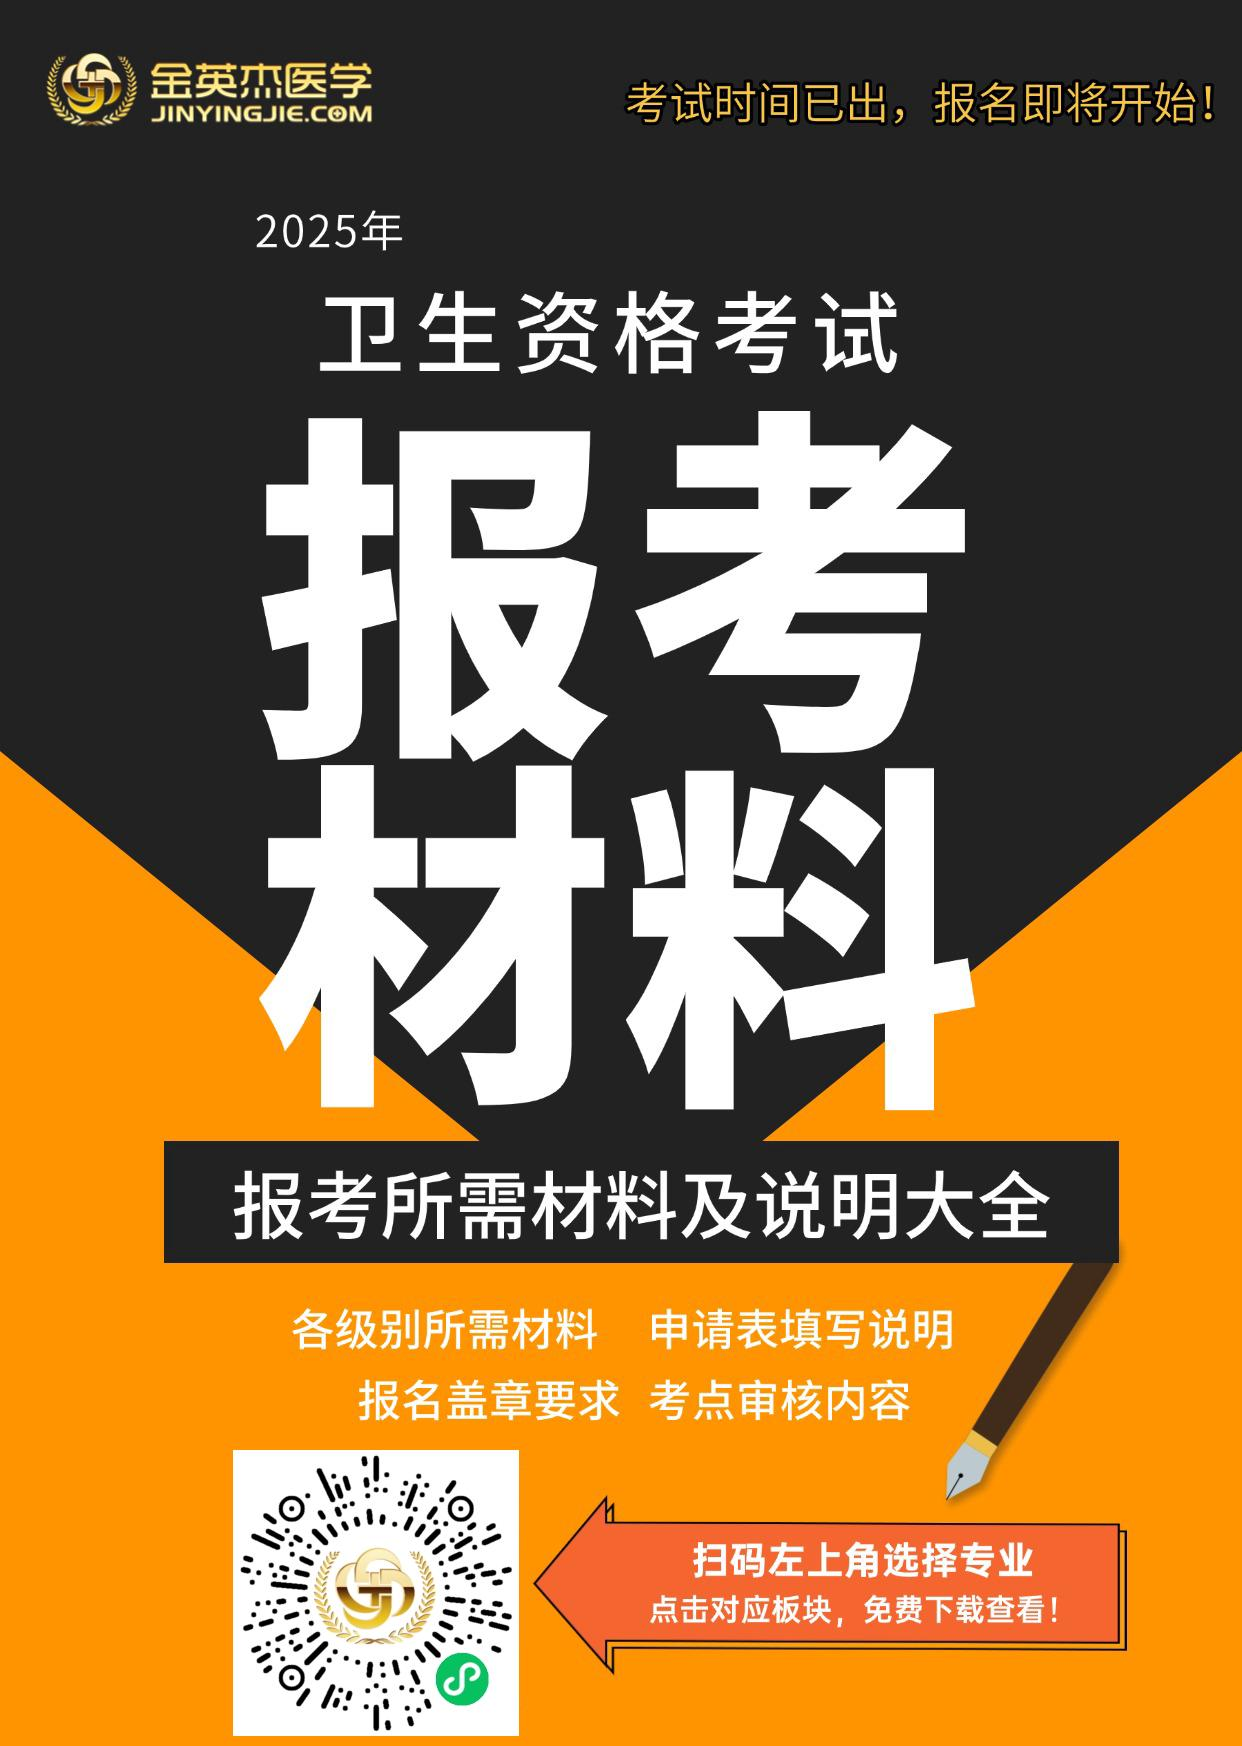 金英杰医学
JINYINGJIE.COM
考试时间已出，报名即将开始！
2025年
卫生资格考试
报考
材料
报考所需材料及说明大全
各级别所需材料 申请表填写说明
报名盖章要求 考点审核内容
扫码左上角选择专业
点击对应板块，免费下载查看！